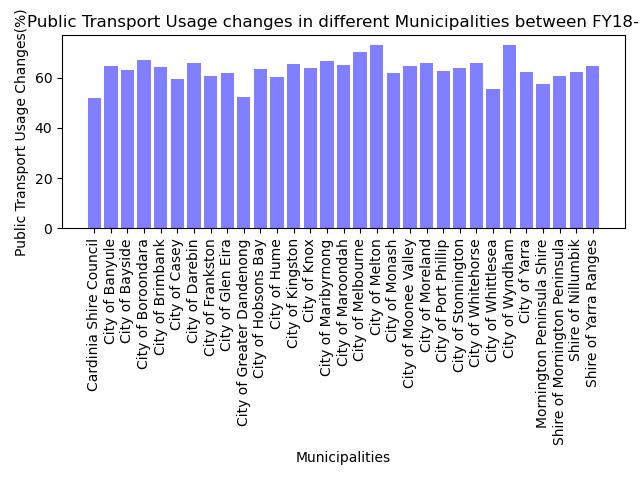 Public Transport Usage changes in different Municipalities between FY18-
Public Transport Usage Changes(%)
60
40
20
0
Cardinia Shire Council
City of Banyule
City of Bayside
City of Boroondara
City of Brimbank
City of Casey
City of Darebin
City of Frankston
City of Glen Eira
City of Greater Dandenong
City of Hobsons Bay
City of Hume
City of Kingston
City of Knox
City of Maribyrnong
City of Maroondah
City of Melbourne
City of Melton
City of Monash
City of Moonee Valley
City of Moreland
City of Port Phillip
City of Stonnington
City of Whitehorse
City of Whittlesea
City of Wyndham
City of Yarra
Mornington Peninsula Shire
Shire of Mornington Peninsula
Shire of Nillumbik
Shire of Yarra Ranges
Municipalities